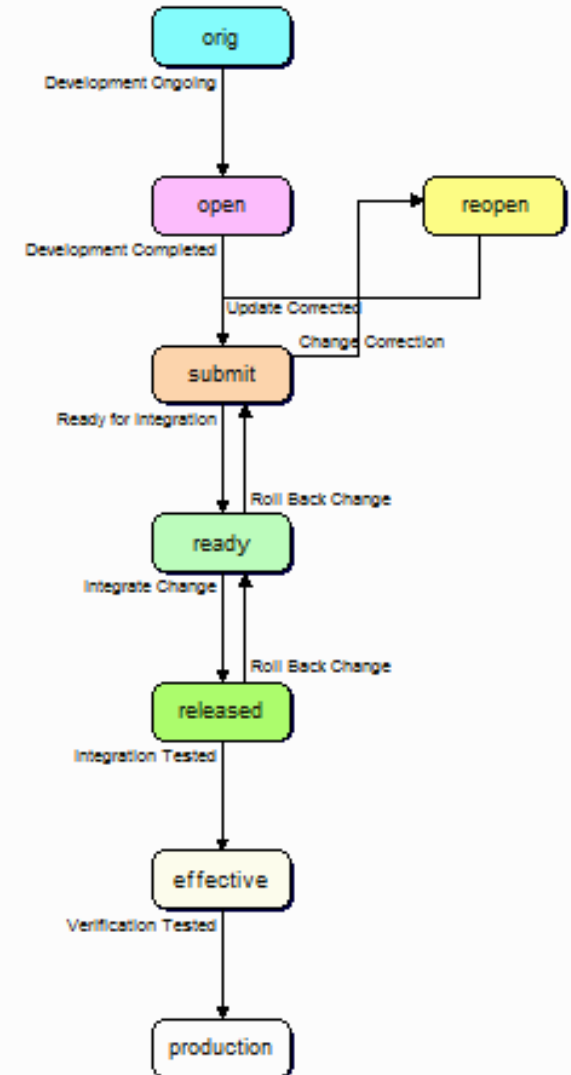 orig
Development Ongoing
open
reopen
Development Completed
Update Corrected
Change Correction
submit
Ready for Integration
Roll Back Change
ready
Integrate Change
Roll Back Change
released
Integration Tested
effective
Verification Tested
production